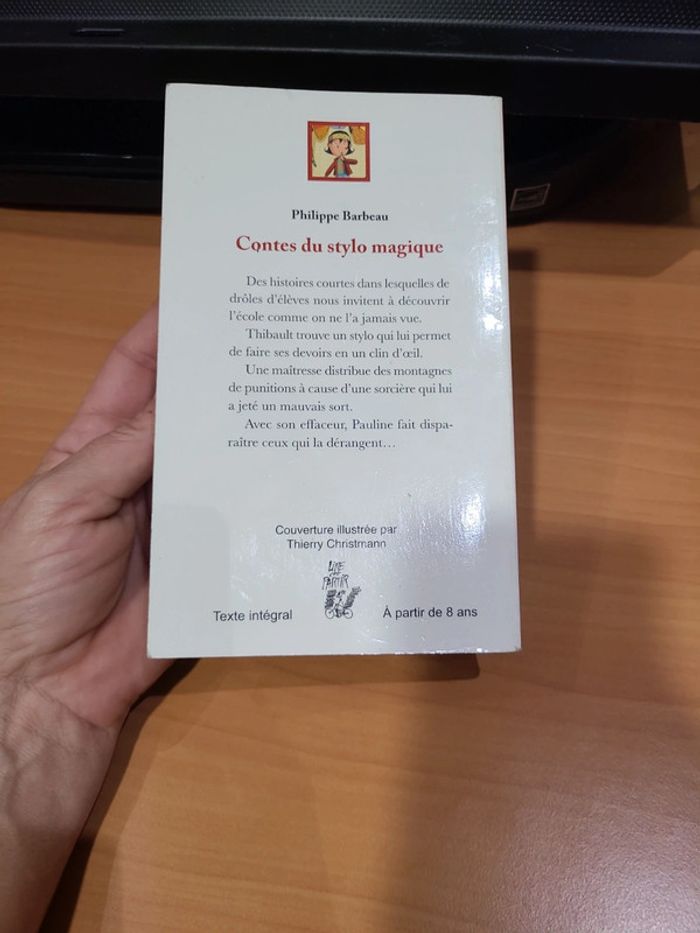 Philippe Barbeau
Contes du stylo magique
Des histoires courtes dans lesquelles de
drôles d'élèves nous invitent à découvrir
l'école comme on ne l'a jamais vue.
Thibault trouve un stylo qui lui permet
de faire ses devoirs en un clin d'œil.
Une maîtresse distribue des montagnes
de punitions à cause d'une sorcière qui lui
a jeté un mauvais sort.
Avec son effaceur, Pauline fait dispa-
raître ceux qui la dérangent…
Couverture illustrée par
Thierry Christmann
LIRE
PARTIR
Texte intégral À partir de 8 ans